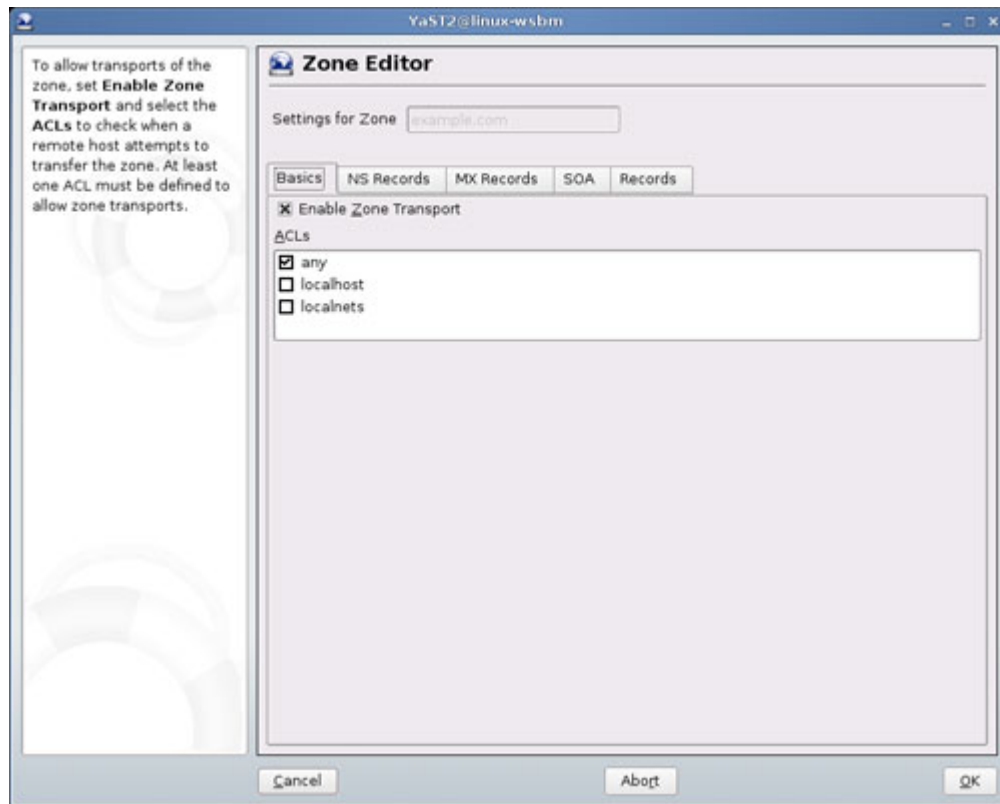 YaST2@linux-wsbm
To allow transports of the
zone, set Enable Zone
Transport and select the
ACLs to check when a
remote host attempts to
transfer the zone. At least
one ACL must be defined to
allow zone transports.
Zone Editor
Settings for Zone example.com
Basics NS Records MX Records SOA Records
Enable Zone Transport
ACLs
any
localhost
localnets
Cancel Abort OK